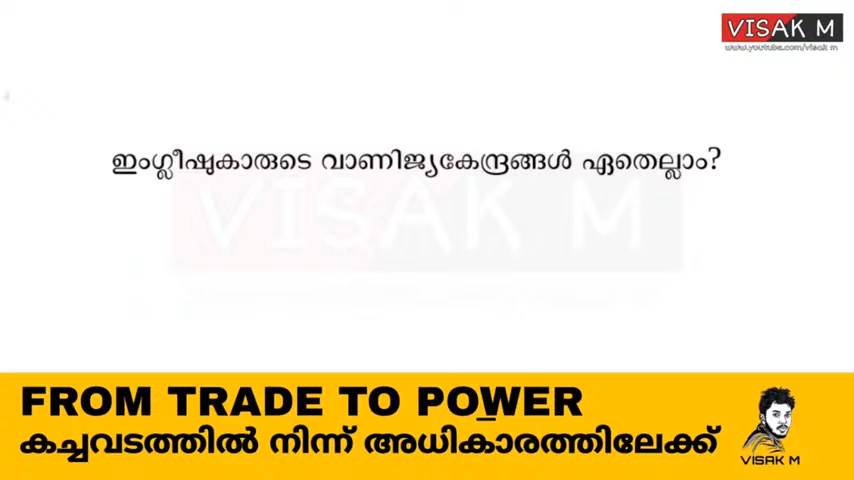 VISAK M
www.youtube.com/visak m
ഇംഗ്ലീഷുകാരുടെ വാണിജ്യകേന്ദ്രങ്ങൾ ഏതെല്ലാം?
VISAK M
FROM TRADE TO POWER
കച്ചവടത്തിൽ നിന്ന് അധികാരത്തിലേക്ക്
VISAK M